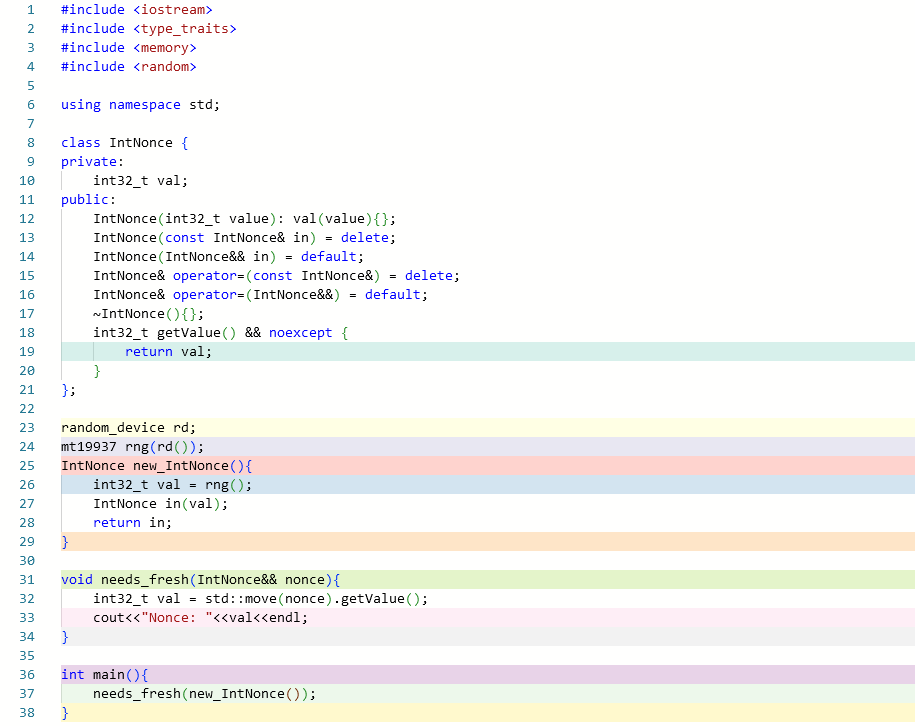 1 #include <iostream>
2 #include <type_traits>
3 #include <memory>
4 #include <random>
5
6 using namespace std;
7
8 class IntNonce {
9 private:
10     int32_t val;
11 public:
12     IntNonce(int32_t value): val(value){};
13     IntNonce(const IntNonce& in) = delete;
14     IntNonce(IntNonce&& in) = default;
15     IntNonce& operator=(const IntNonce&) = delete;
16     IntNonce& operator=(IntNonce&&) = default;
17     ~IntNonce(){};
18     int32_t getValue() && noexcept {
19         return val;
20     }
21 };
22
23 random_device rd;
24 mt19937 rng(rd());
25 IntNonce new_IntNonce(){
26     int32_t val = rng();
27     IntNonce in(val);
28     return in;
29 }
30
31 void needs_fresh(IntNonce&& nonce){
32     int32_t val = std::move(nonce).getValue();
33     cout<<"Nonce: "<<val<<endl;
34 }
35
36 int main(){
37     needs_fresh(new_IntNonce());
38 }